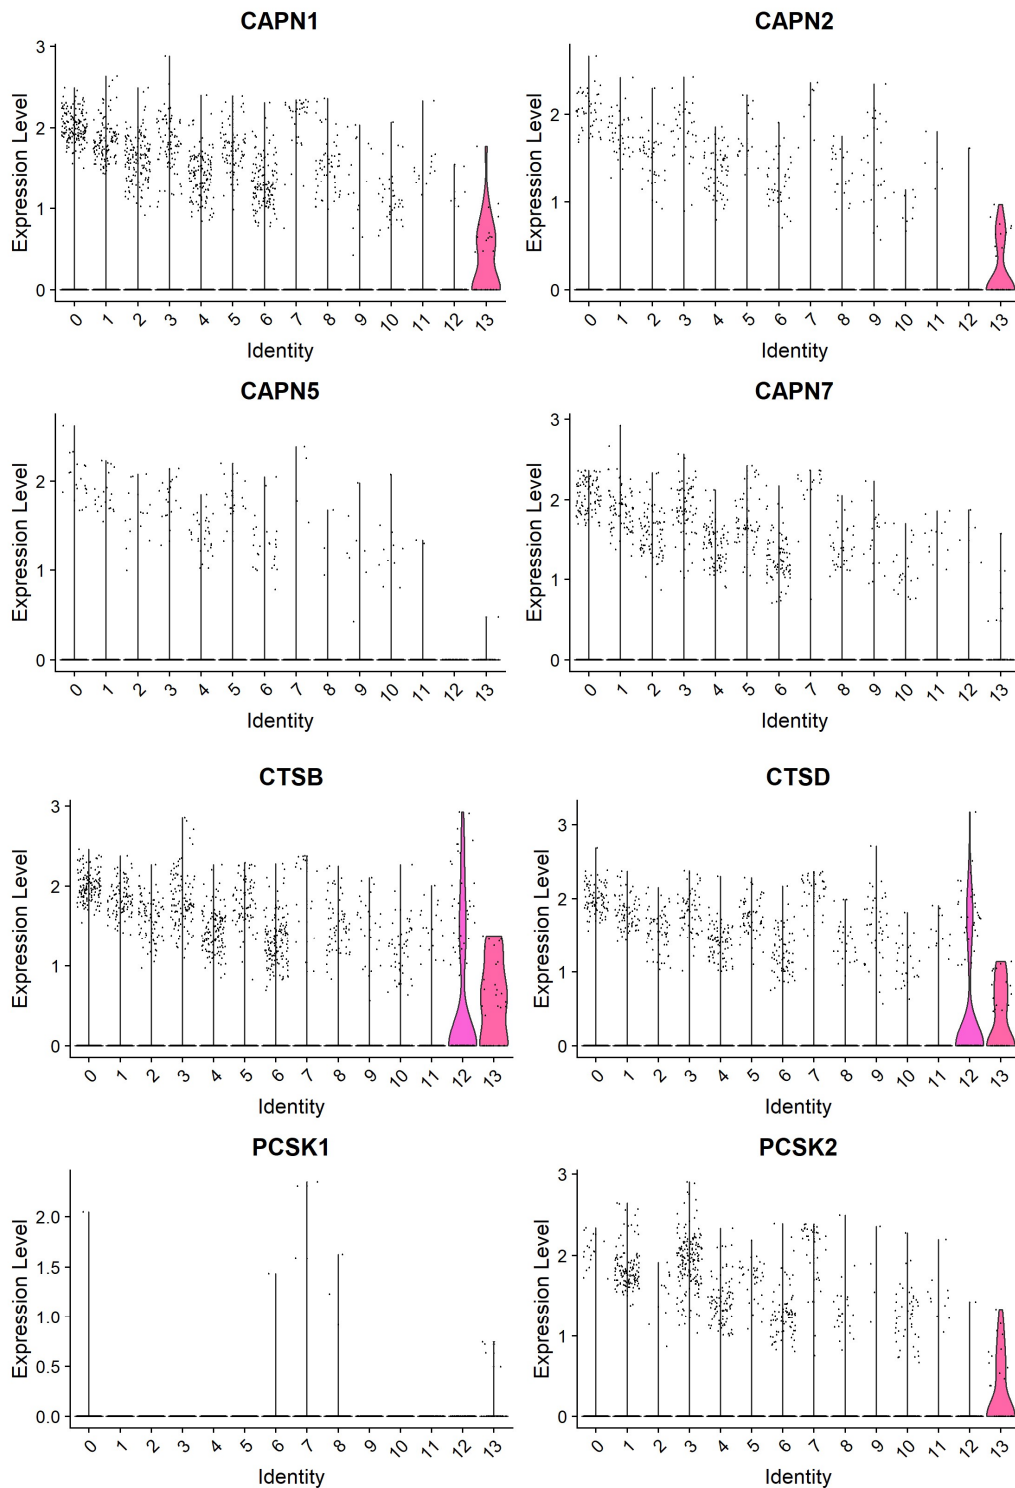 CAPN1
CAPN2
3
2
1
0
Expression Level
0 1 2 3 4 5 6 7 8 9 10 11 12 13
Identity
2
1
0
Expression Level
0 1 2 3 4 5 6 7 8 9 10 11 12 13
Identity
CAPN5
CAPN7
2
1
0
Expression Level
0 1 2 3 4 5 6 7 8 9 10 11 12 13
Identity
3
2
1
0
Expression Level
0 1 2 3 4 5 6 7 8 9 10 11 12 13
Identity
CTSB
CTSD
3
2
1
0
Expression Level
0 1 2 3 4 5 6 7 8 9 10 11 12 13
Identity
3
2
1
0
Expression Level
0 1 2 3 4 5 6 7 8 9 10 11 12 13
Identity
PCSK1
PCSK2
2.0
1.5
1.0
0.5
0.0
Expression Level
0 1 2 3 4 5 6 7 8 9 10 11 12 13
Identity
3
2
1
0
Expression Level
0 1 2 3 4 5 6 7 8 9 10 11 12 13
Identity